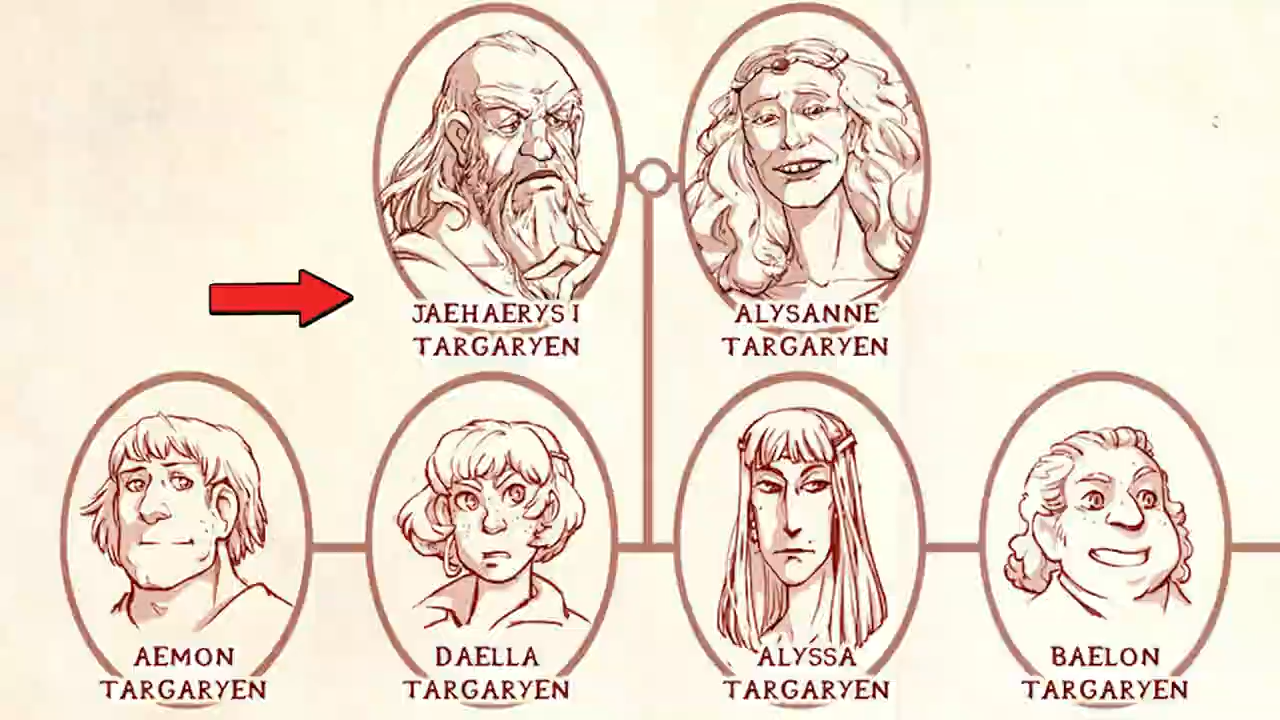 JAEHAERYS I
TARGARYEN
ALYSANNE
TARGARYEN
AEMON
TARGARYEN
DAELLA
TARGARYEN
ALYSSA
TARGARYEN
BAELON
TARGARYEN